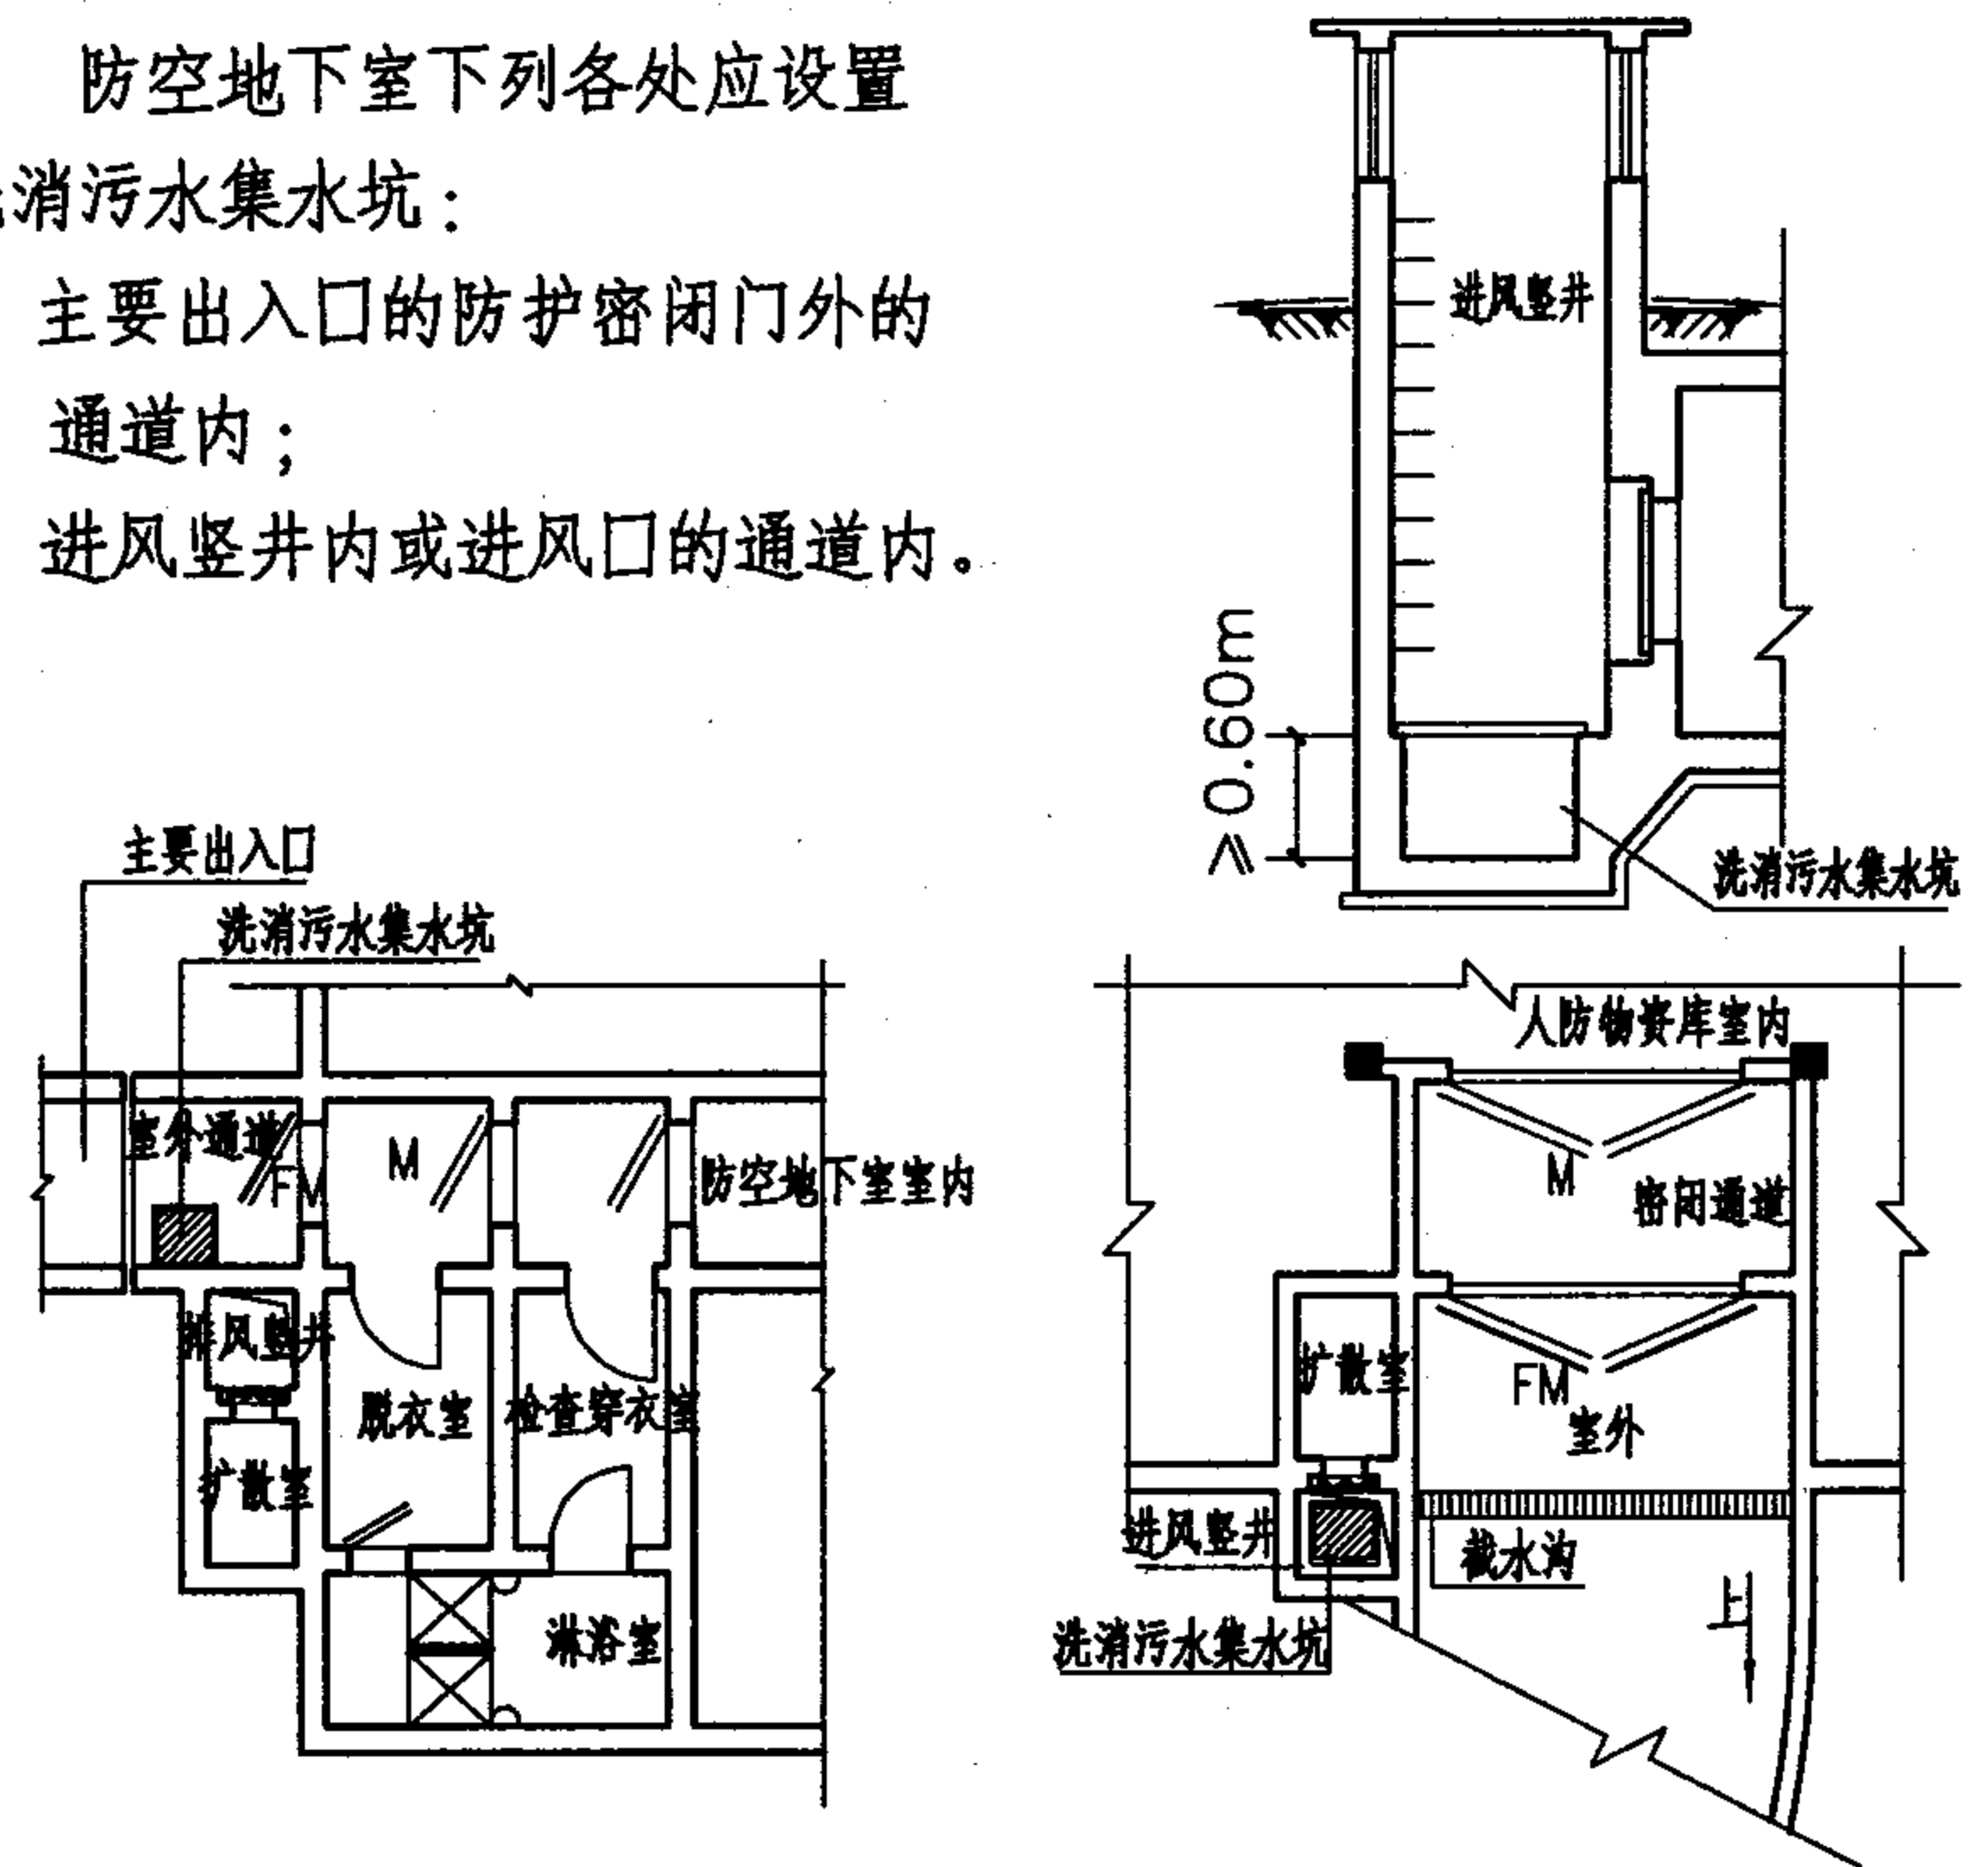 防空地下室下列各处应设置
消污水集水坑：
主要出入口的防护密闭门外的
通道内；
进风竖井内或进风口的通道内。
进风竖井
≥0.60m
洗消污水集水坑
主要出入口
洗消污水集水坑
室外通道
FM
M
防空地下室室内
排风竖井
脱衣室
检查穿衣室
扩散室
淋浴室
人防物资库室内
M
密闭通道
扩散室
FM
室外
进风竖井
截水沟
上
洗消污水集水坑